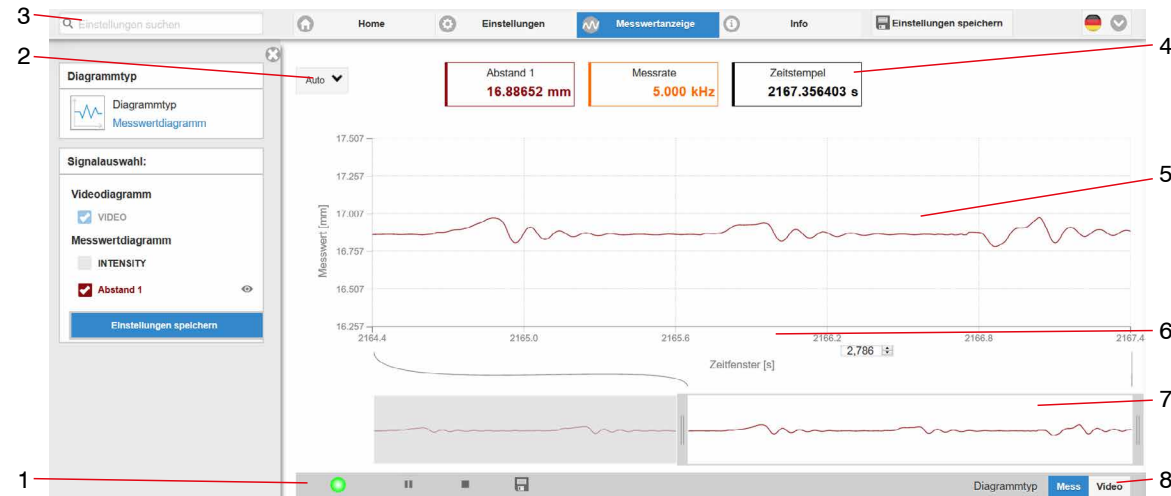 3
Einstellungen suchen
Home
Einstellungen
Messwertanzeige
Info
Einstellungen speichern
2
Auto
Abstand 1
16.88652 mm
Messrate
5.000 kHz
Zeitstempel
2167.356403 s
4
Diagrammtyp
Diagrammtyp
Messwertdiagramm
Signalauswahl:
Videodiagramm
VIDEO
Messwertdiagramm
INTENSITY
Abstand 1
Einstellungen speichern
17.507
17.257
17.007
16.757
16.507
16.257
Messwert [mm]
5
6
2164.4
2165.0
2165.6
2166.2
2166.8
2167.4
2,786
Zeitfenster [s]
7
1
Diagrammtyp
Mess
Video
8